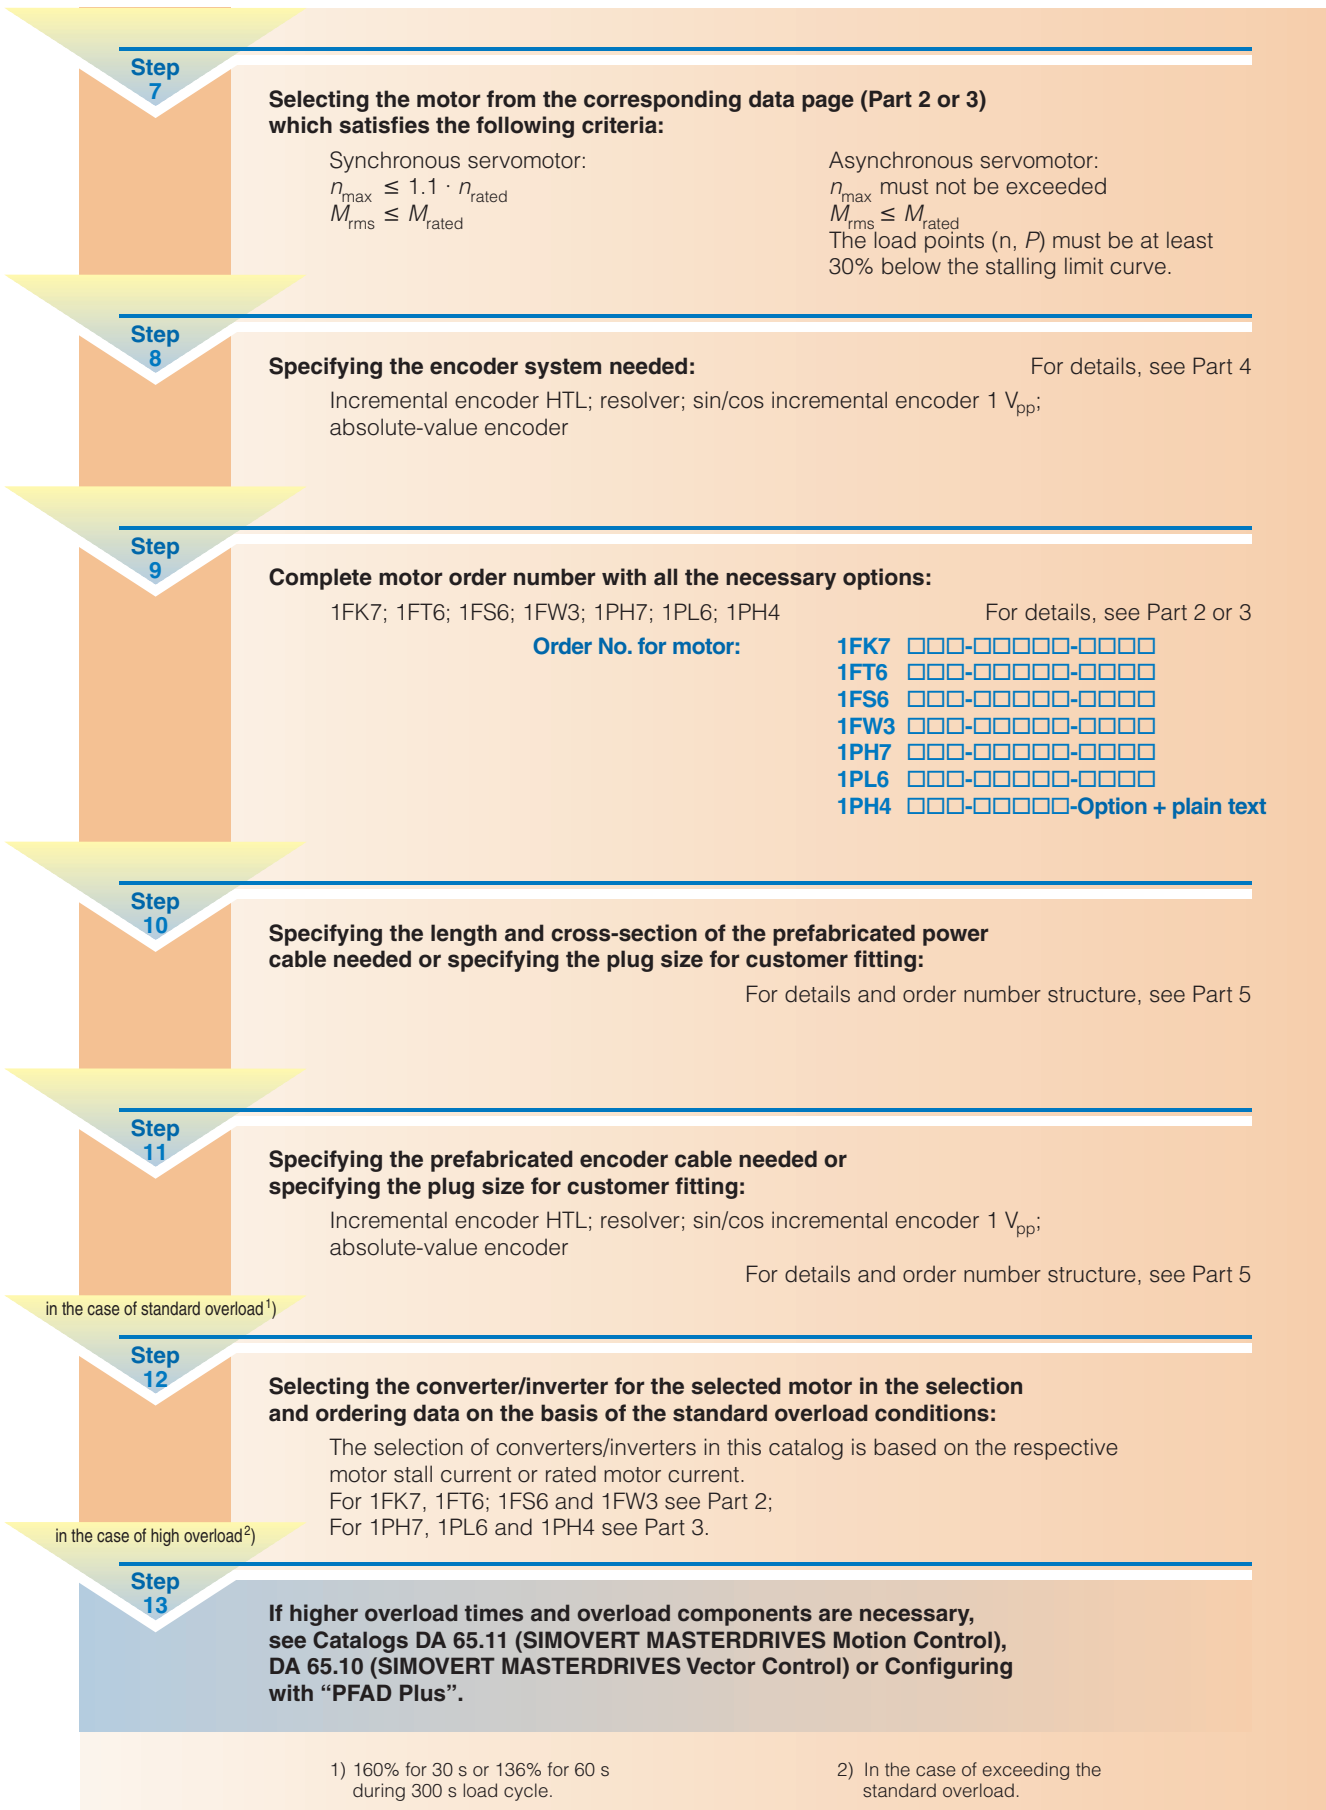 Step
7
Selecting the motor from the corresponding data page (Part 2 or 3)
which satisfies the following criteria:
Synchronous servomotor:
n_max ≤ 1.1 · n_rated
M_rms ≤ M_rated
Asynchronous servomotor:
n_max must not be exceeded
M_rms ≤ M_rated
The load points (n, P) must be at least
30% below the stalling limit curve.
Step
8
Specifying the encoder system needed: For details, see Part 4
Incremental encoder HTL; resolver; sin/cos incremental encoder 1 V_pp;
absolute-value encoder
Step
9
Complete motor order number with all the necessary options:
1FK7; 1FT6; 1FS6; 1FW3; 1PH7; 1PL6; 1PH4 For details, see Part 2 or 3
Order No. for motor: 1FK7 □□□-□□□□□-□□□□
1FT6 □□□-□□□□□-□□□□
1FS6 □□□-□□□□□-□□□□
1FW3 □□□-□□□□□-□□□□
1PH7 □□□-□□□□□-□□□□
1PL6 □□□-□□□□□-□□□□
1PH4 □□□-□□□□□-Option + plain text
Step
10
Specifying the length and cross-section of the prefabricated power
cable needed or specifying the plug size for customer fitting:
For details and order number structure, see Part 5
Step
11
Specifying the prefabricated encoder cable needed or
specifying the plug size for customer fitting:
Incremental encoder HTL; resolver; sin/cos incremental encoder 1 V_pp;
absolute-value encoder
For details and order number structure, see Part 5
in the case of standard overload¹)
Step
12
Selecting the converter/inverter for the selected motor in the selection
and ordering data on the basis of the standard overload conditions:
The selection of converters/inverters in this catalog is based on the respective
motor stall current or rated motor current.
For 1FK7, 1FT6; 1FS6 and 1FW3 see Part 2;
For 1PH7, 1PL6 and 1PH4 see Part 3.
in the case of high overload²)
Step
13
If higher overload times and overload components are necessary,
see Catalogs DA 65.11 (SIMOVERT MASTERDRIVES Motion Control),
DA 65.10 (SIMOVERT MASTERDRIVES Vector Control) or Configuring
with “PFAD Plus”.
1) 160% for 30 s or 136% for 60 s
during 300 s load cycle.
2) In the case of exceeding the
standard overload.